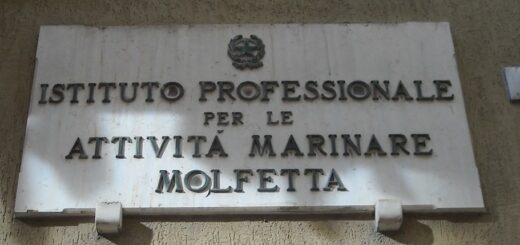 ISTITUTO PROFESSIONALE
PER LE
ATTIVITÀ MARINARE
MOLFETTA